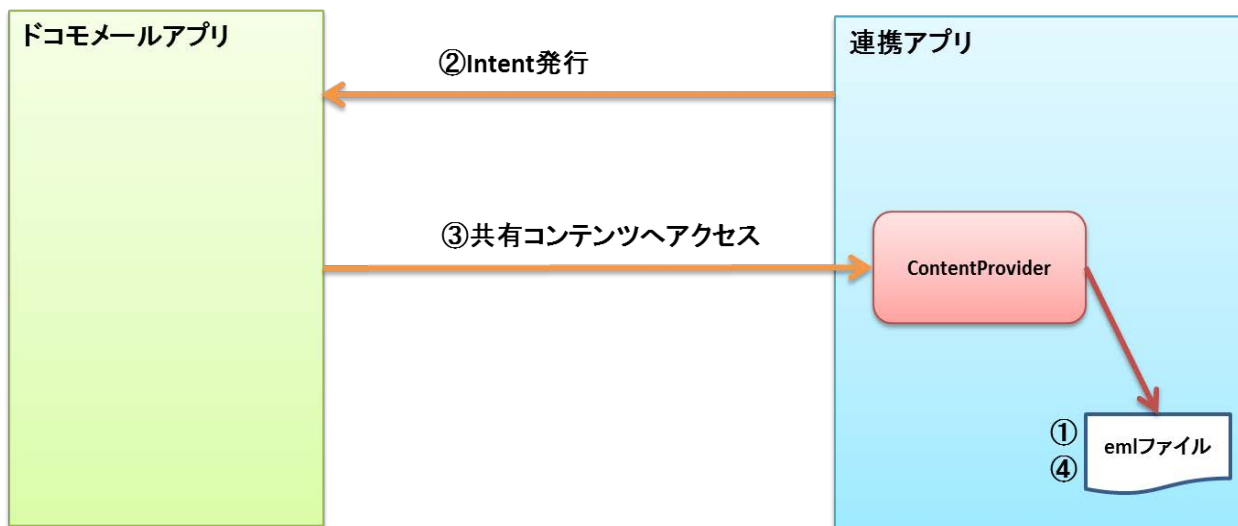 ドコモメールアプリ
連携アプリ
②Intent発行
③共有コンテンツへアクセス
ContentProvider
①
④
emlファイル